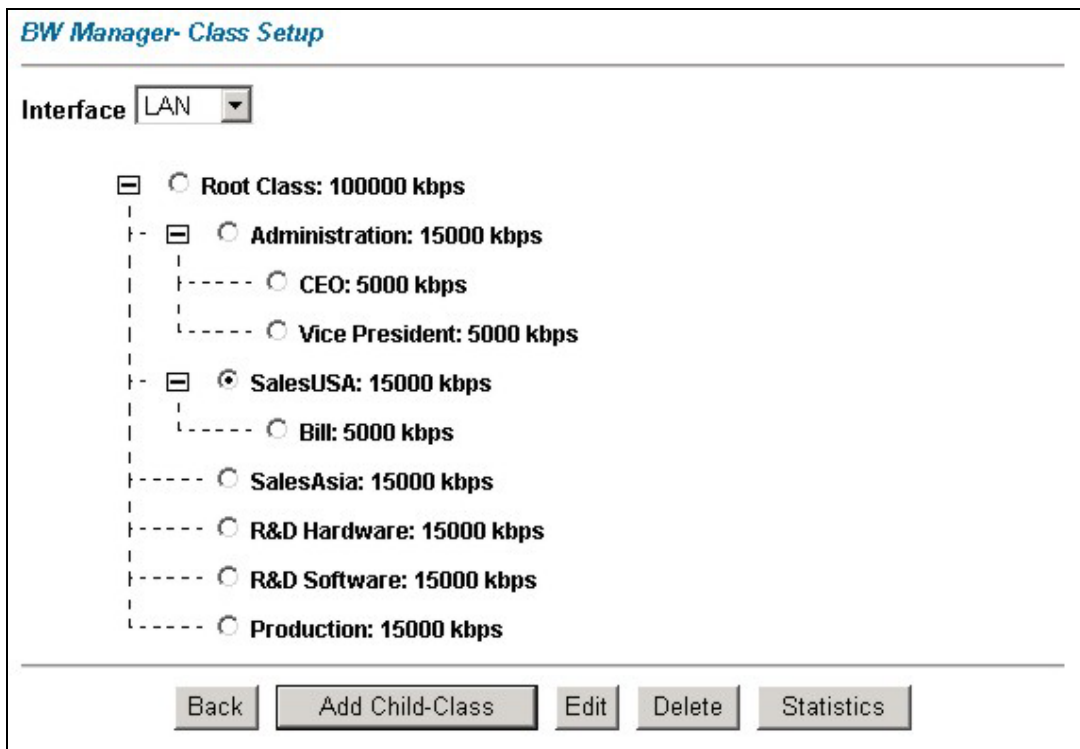 BW Manager- Class Setup
Interface LAN
Root Class: 100000 kbps
Administration: 15000 kbps
CEO: 5000 kbps
Vice President: 5000 kbps
SalesUSA: 15000 kbps
Bill: 5000 kbps
SalesAsia: 15000 kbps
R&D Hardware: 15000 kbps
R&D Software: 15000 kbps
Production: 15000 kbps
Back Add Child-Class Edit Delete Statistics